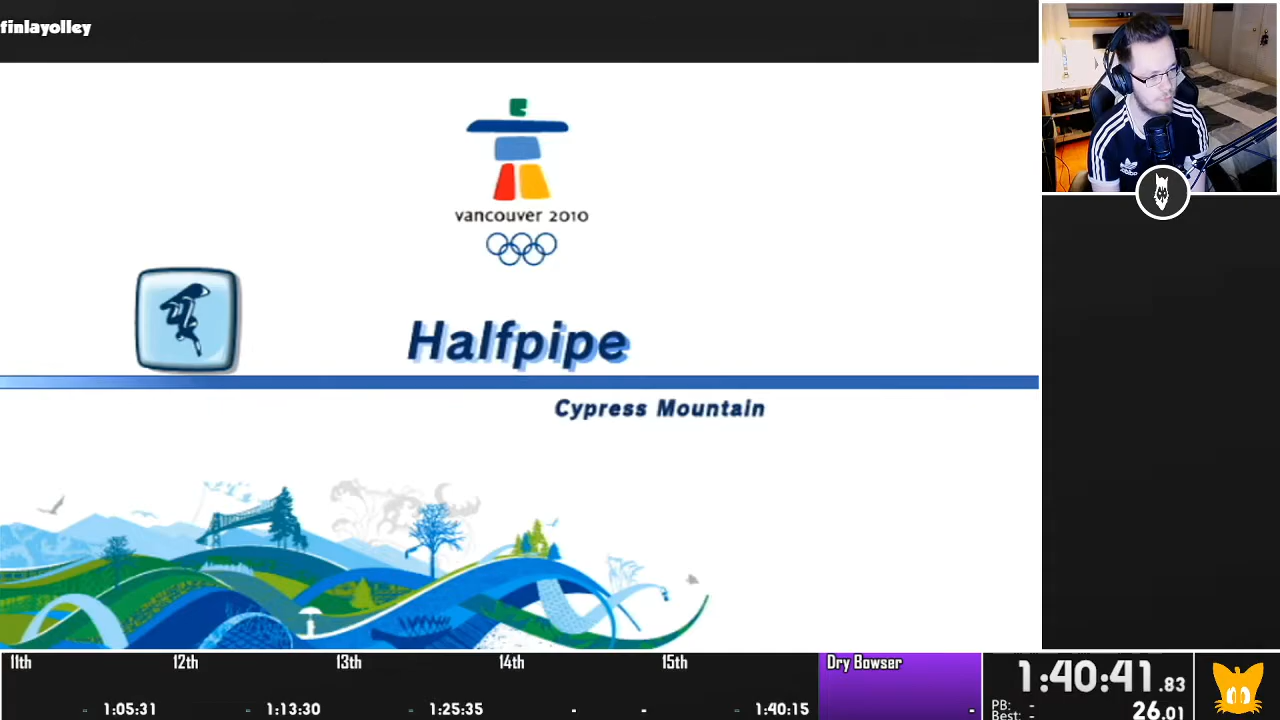 finlayolley
vancouver 2010
Halfpipe
Cypress Mountain
11th
12th
13th
14th
15th
Dry Bowser
- 1:05:31
- 1:13:30
- 1:25:35
-
- - 1:40:15
-
1:40:41.83
PB: -
Best: -
26.01